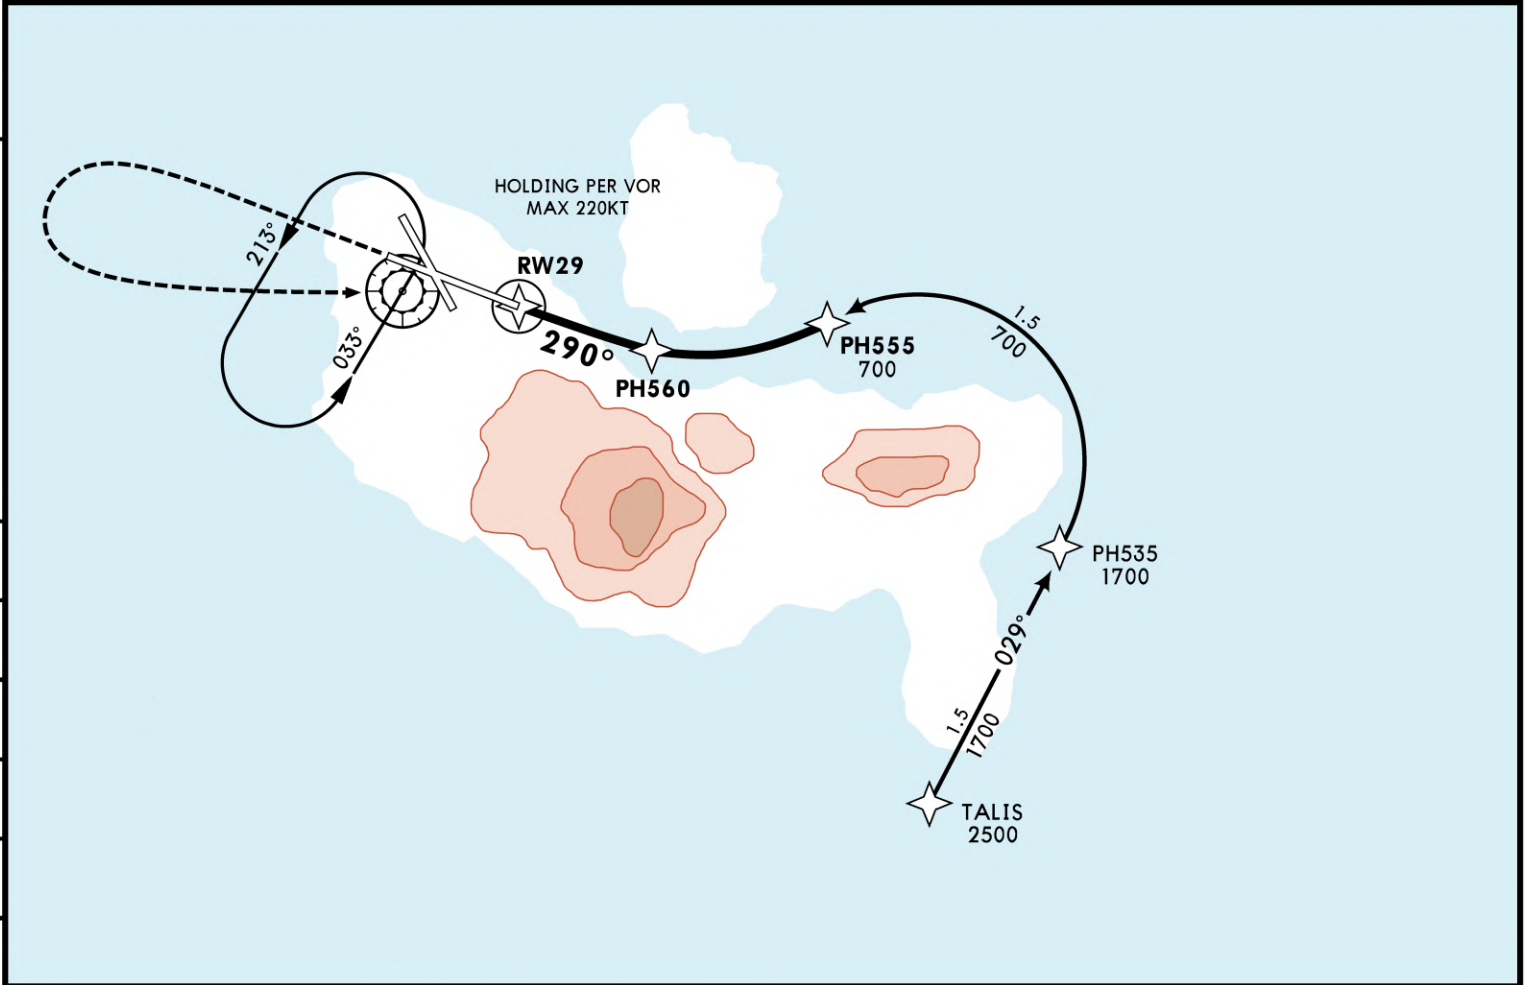 HOLDING PER VOR
MAX 220KT
213°
RW29
033°
290°
PH560
PH555
700
1.5
700
PH535
1700
029°
1.5
1700
TALIS
2500